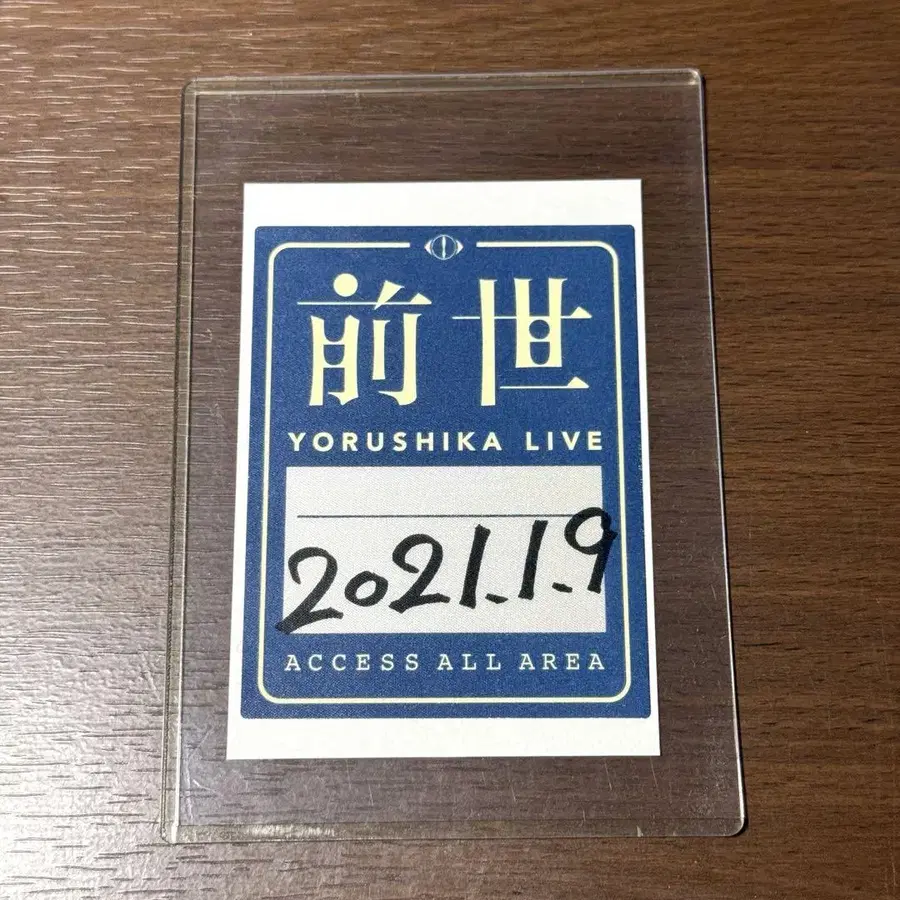 前世
YORUSHIKA LIVE
2021.1.9
ACCESS ALL AREA